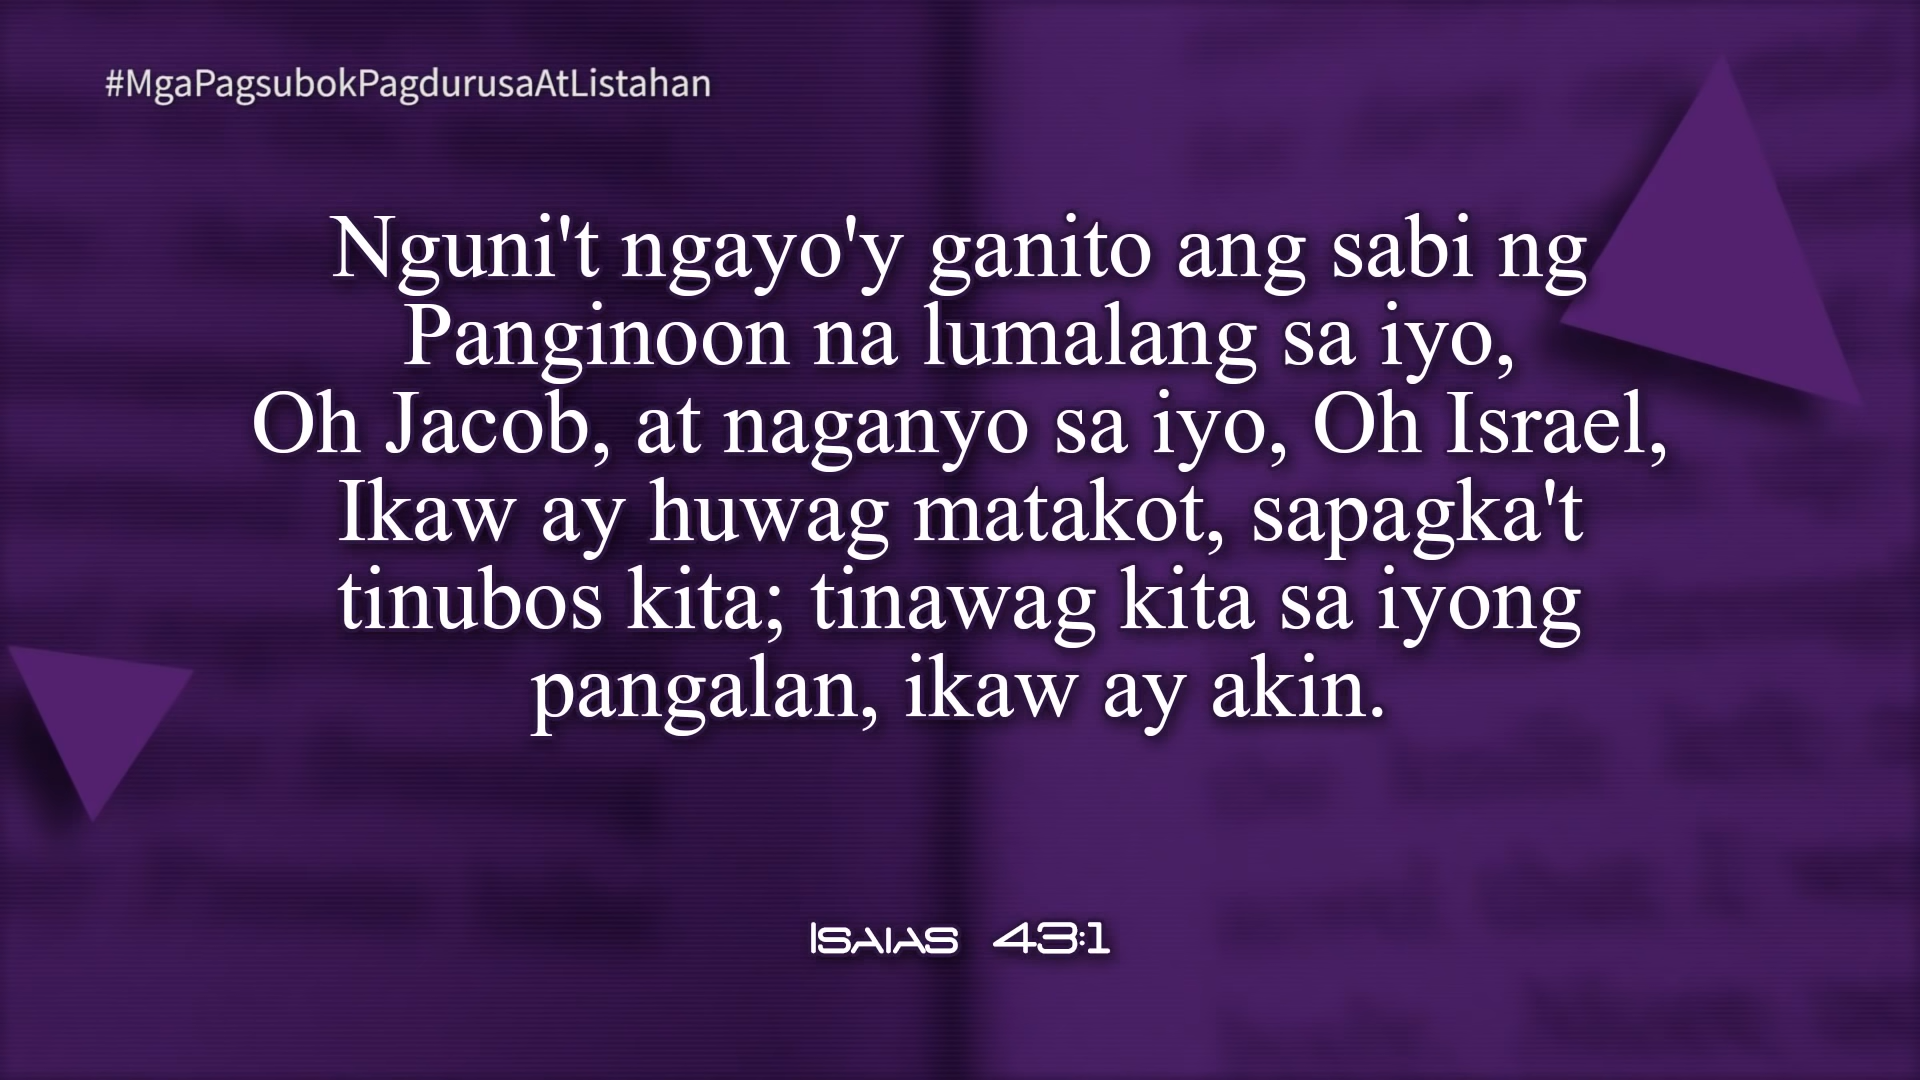 #MgaPagsubokPagdurusaAtListahan
Nguni't ngayo'y ganito ang sabi ng
Panginoon na lumalang sa iyo,
Oh Jacob, at naganyo sa iyo, Oh Israel,
Ikaw ay huwag matakot, sapagka't
tinubos kita; tinawag kita sa iyong
pangalan, ikaw ay akin.
Isaias 43:1